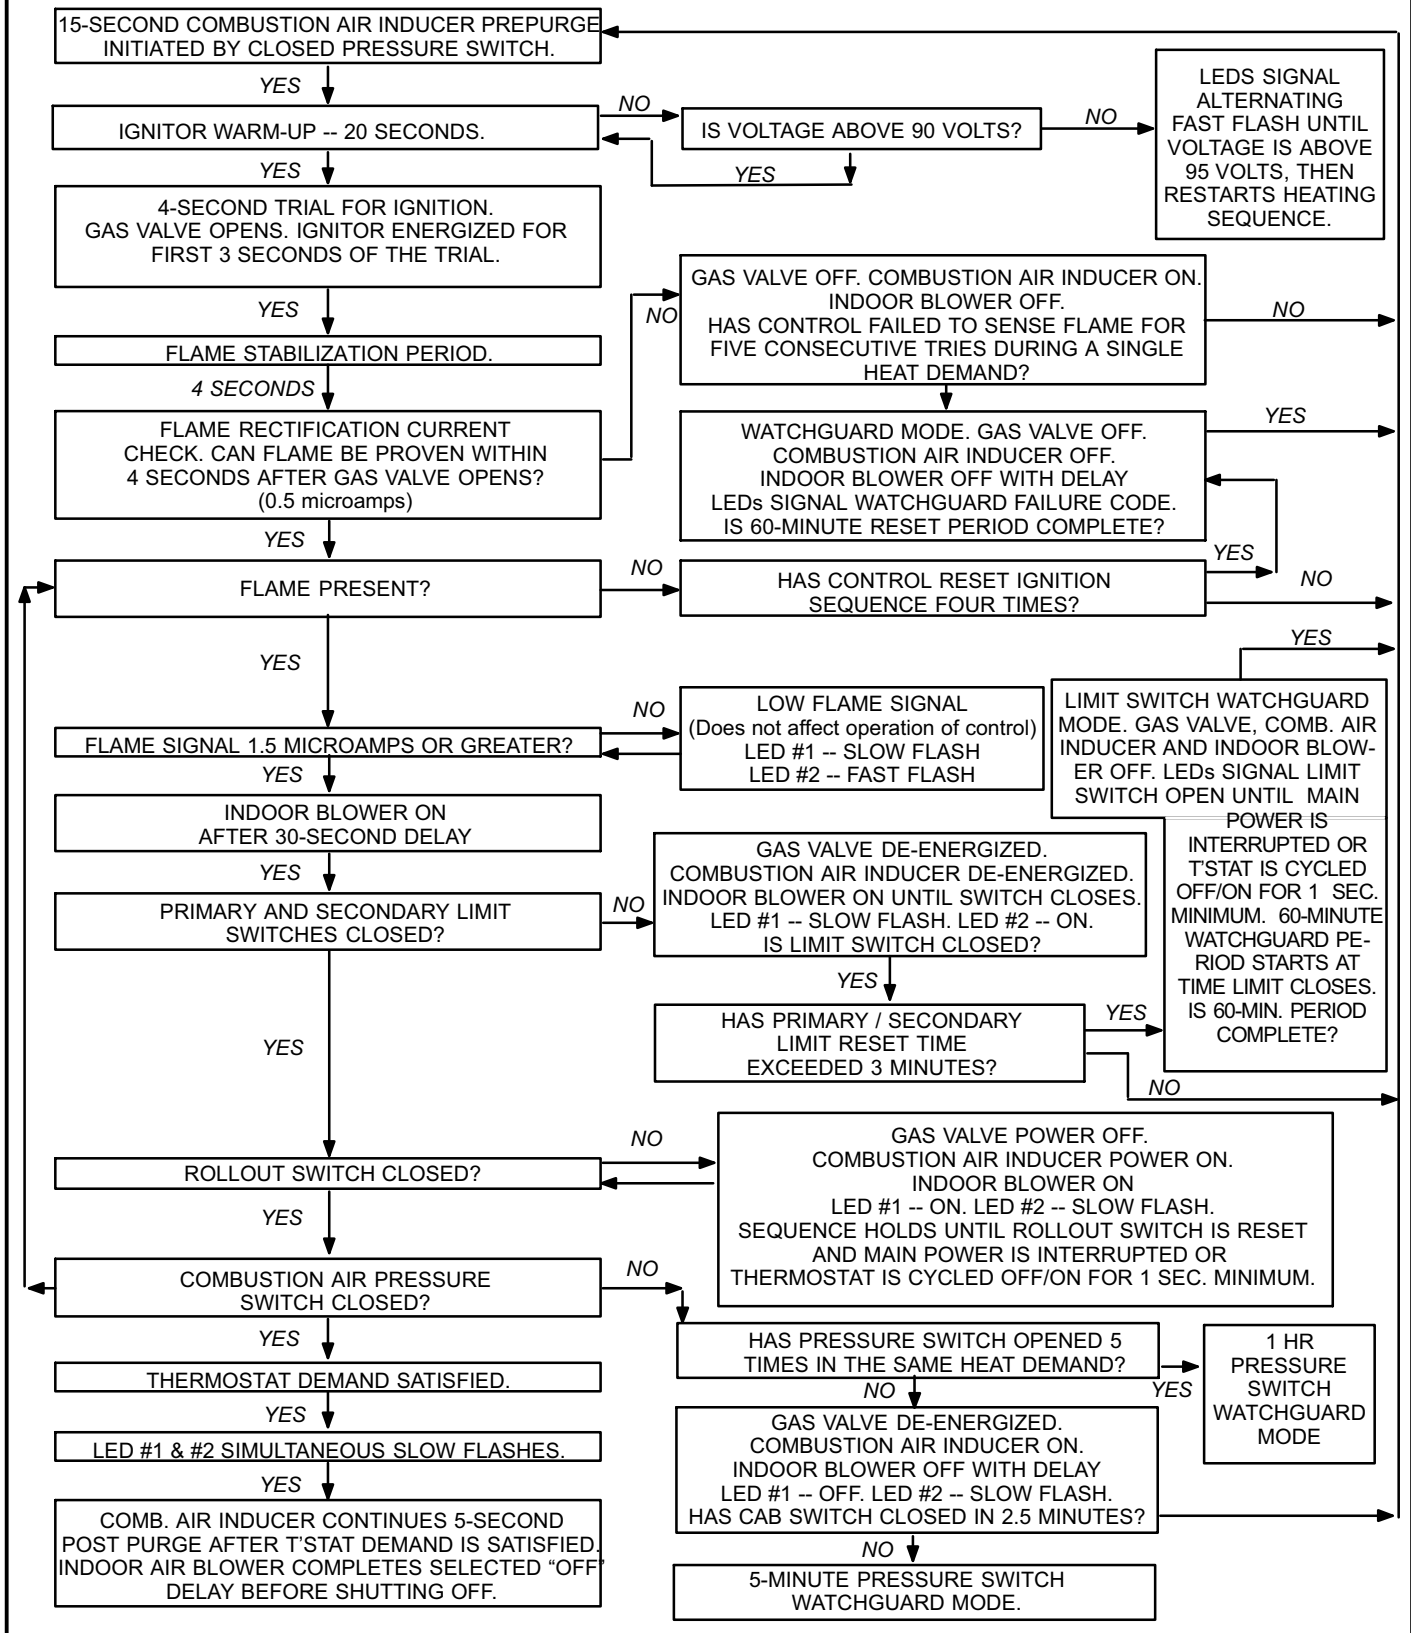 15-SECOND COMBUSTION AIR INDUCER PREPURGE
INITIATED BY CLOSED PRESSURE SWITCH.
YES
IGNITOR WARM-UP -- 20 SECONDS.
NO
IS VOLTAGE ABOVE 90 VOLTS?
YES
NO
LEDS SIGNAL
ALTERNATING
FAST FLASH UNTIL
VOLTAGE IS ABOVE
95 VOLTS, THEN
RESTARTS HEATING
SEQUENCE.
YES
4-SECOND TRIAL FOR IGNITION.
GAS VALVE OPENS. IGNITOR ENERGIZED FOR
FIRST 3 SECONDS OF THE TRIAL.
YES
FLAME STABILIZATION PERIOD.
4 SECONDS
FLAME RECTIFICATION CURRENT
CHECK. CAN FLAME BE PROVEN WITHIN
4 SECONDS AFTER GAS VALVE OPENS?
(0.5 microamps)
NO
GAS VALVE OFF. COMBUSTION AIR INDUCER ON.
INDOOR BLOWER OFF.
HAS CONTROL FAILED TO SENSE FLAME FOR
FIVE CONSECUTIVE TRIES DURING A SINGLE
HEAT DEMAND?
NO
WATCHGUARD MODE. GAS VALVE OFF.
COMBUSTION AIR INDUCER OFF.
INDOOR BLOWER OFF WITH DELAY
LEDs SIGNAL WATCHGUARD FAILURE CODE.
IS 60-MINUTE RESET PERIOD COMPLETE?
YES
YES
FLAME PRESENT?
NO
HAS CONTROL RESET IGNITION
SEQUENCE FOUR TIMES?
YES
NO
YES
FLAME SIGNAL 1.5 MICROAMPS OR GREATER?
NO
LOW FLAME SIGNAL
(Does not affect operation of control)
LED #1 -- SLOW FLASH
LED #2 -- FAST FLASH
YES
LIMIT SWITCH WATCHGUARD
MODE. GAS VALVE, COMB. AIR
INDUCER AND INDOOR BLOW-
ER OFF. LEDs SIGNAL LIMIT
SWITCH OPEN UNTIL MAIN
POWER IS
INTERRUPTED OR
T'STAT IS CYCLED
OFF/ON FOR 1 SEC.
MINIMUM. 60-MINUTE
WATCHGUARD PE-
RIOD STARTS AT
TIME LIMIT CLOSES.
IS 60-MIN. PERIOD
COMPLETE?
YES
INDOOR BLOWER ON
AFTER 30-SECOND DELAY
YES
PRIMARY AND SECONDARY LIMIT
SWITCHES CLOSED?
NO
GAS VALVE DE-ENERGIZED.
COMBUSTION AIR INDUCER DE-ENERGIZED.
INDOOR BLOWER ON UNTIL SWITCH CLOSES.
LED #1 -- SLOW FLASH. LED #2 -- ON.
IS LIMIT SWITCH CLOSED?
YES
HAS PRIMARY / SECONDARY
LIMIT RESET TIME
EXCEEDED 3 MINUTES?
YES
NO
YES
ROLLOUT SWITCH CLOSED?
NO
GAS VALVE POWER OFF.
COMBUSTION AIR INDUCER POWER ON.
INDOOR BLOWER ON
LED #1 -- ON. LED #2 -- SLOW FLASH.
SEQUENCE HOLDS UNTIL ROLLOUT SWITCH IS RESET
AND MAIN POWER IS INTERRUPTED OR
THERMOSTAT IS CYCLED OFF/ON FOR 1 SEC. MINIMUM.
YES
COMBUSTION AIR PRESSURE
SWITCH CLOSED?
NO
HAS PRESSURE SWITCH OPENED 5
TIMES IN THE SAME HEAT DEMAND?
YES
1 HR
PRESSURE
SWITCH
WATCHGUARD
MODE
NO
GAS VALVE DE-ENERGIZED.
COMBUSTION AIR INDUCER ON.
INDOOR BLOWER OFF WITH DELAY
LED #1 -- OFF. LED #2 -- SLOW FLASH.
HAS CAB SWITCH CLOSED IN 2.5 MINUTES?
NO
5-MINUTE PRESSURE SWITCH
WATCHGUARD MODE.
YES
THERMOSTAT DEMAND SATISFIED.
YES
LED #1 & #2 SIMULTANEOUS SLOW FLASHES.
YES
COMB. AIR INDUCER CONTINUES 5-SECOND
POST PURGE AFTER T'STAT DEMAND IS SATISFIED.
INDOOR AIR BLOWER COMPLETES SELECTED “OFF”
DELAY BEFORE SHUTTING OFF.